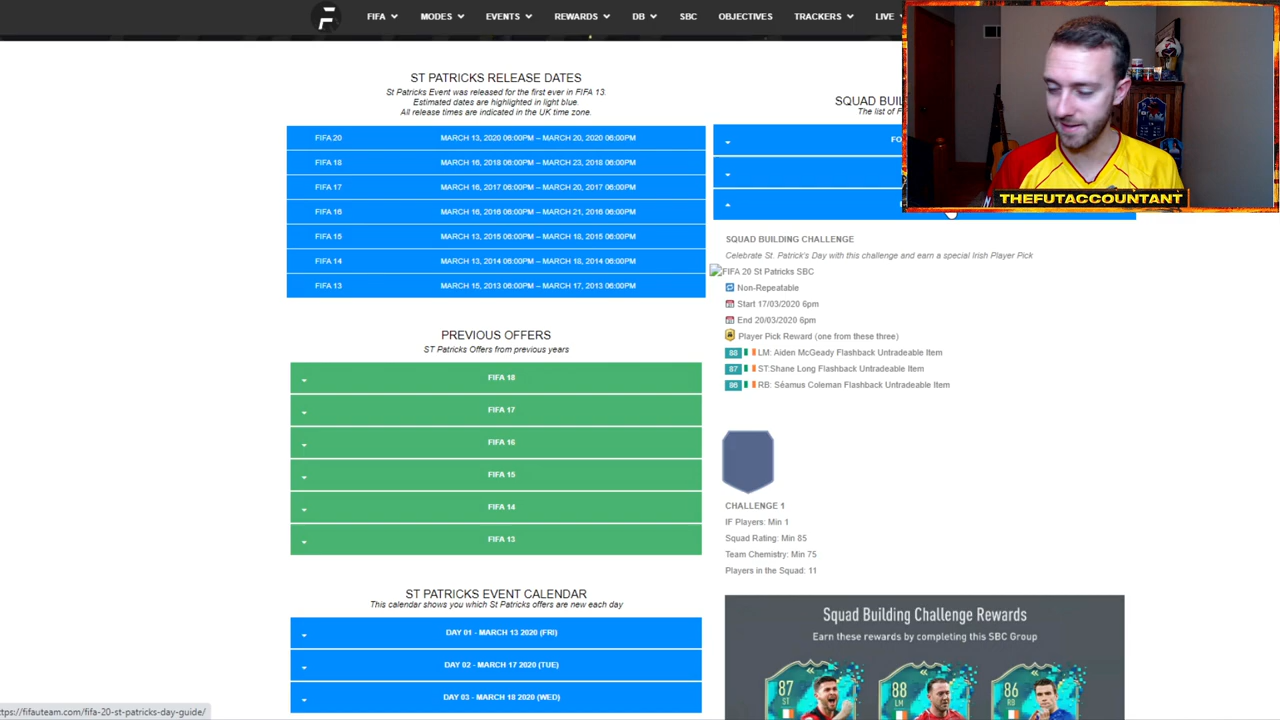 FIFA MODES EVENTS REWARDS DB SBC OBJECTIVES TRACKERS LIVE
ST PATRICKS RELEASE DATES
St Patricks Event was released for the first ever in FIFA 13.
Estimated dates are highlighted in light blue.
All release times are indicated in the UK time zone.
FIFA 20 MARCH 13, 2020 06:00PM – MARCH 20, 2020 06:00PM
FIFA 18 MARCH 16, 2018 06:00PM – MARCH 23, 2018 06:00PM
FIFA 17 MARCH 16, 2017 06:00PM – MARCH 20, 2017 06:00PM
FIFA 16 MARCH 16, 2016 06:00PM – MARCH 21, 2016 06:00PM
FIFA 15 MARCH 13, 2015 06:00PM – MARCH 18, 2015 06:00PM
FIFA 14 MARCH 13, 2014 06:00PM – MARCH 18, 2014 06:00PM
FIFA 13 MARCH 15, 2013 06:00PM – MARCH 17, 2013 06:00PM
PREVIOUS OFFERS
ST Patricks Offers from previous years
FIFA 18
FIFA 17
FIFA 16
FIFA 15
FIFA 14
FIFA 13
ST PATRICKS EVENT CALENDAR
This calendar shows you which St Patricks offers are new each day
DAY 01 - MARCH 13 2020 (FRI)
DAY 02 - MARCH 17 2020 (TUE)
DAY 03 - MARCH 18 2020 (WED)
ttps://fifauteam.com/fifa-20-st-patricks-day-guide/
SQUAD BUIL
The list of F
FO
THEFUTACCOUNTANT
SQUAD BUILDING CHALLENGE
Celebrate St. Patrick's Day with this challenge and earn a special Irish Player Pick
FIFA 20 St Patricks SBC
Non-Repeatable
Start 17/03/2020 6pm
End 20/03/2020 6pm
Player Pick Reward (one from these three)
88 LM: Aiden McGeady Flashback Untradeable Item
87 ST:Shane Long Flashback Untradeable Item
86 RB: Séamus Coleman Flashback Untradeable Item
CHALLENGE 1
IF Players: Min 1
Squad Rating: Min 85
Team Chemistry: Min 75
Players in the Squad: 11
Squad Building Challenge Rewards
Earn these rewards by completing this SBC Group
87 ST
88 LM
86 RB